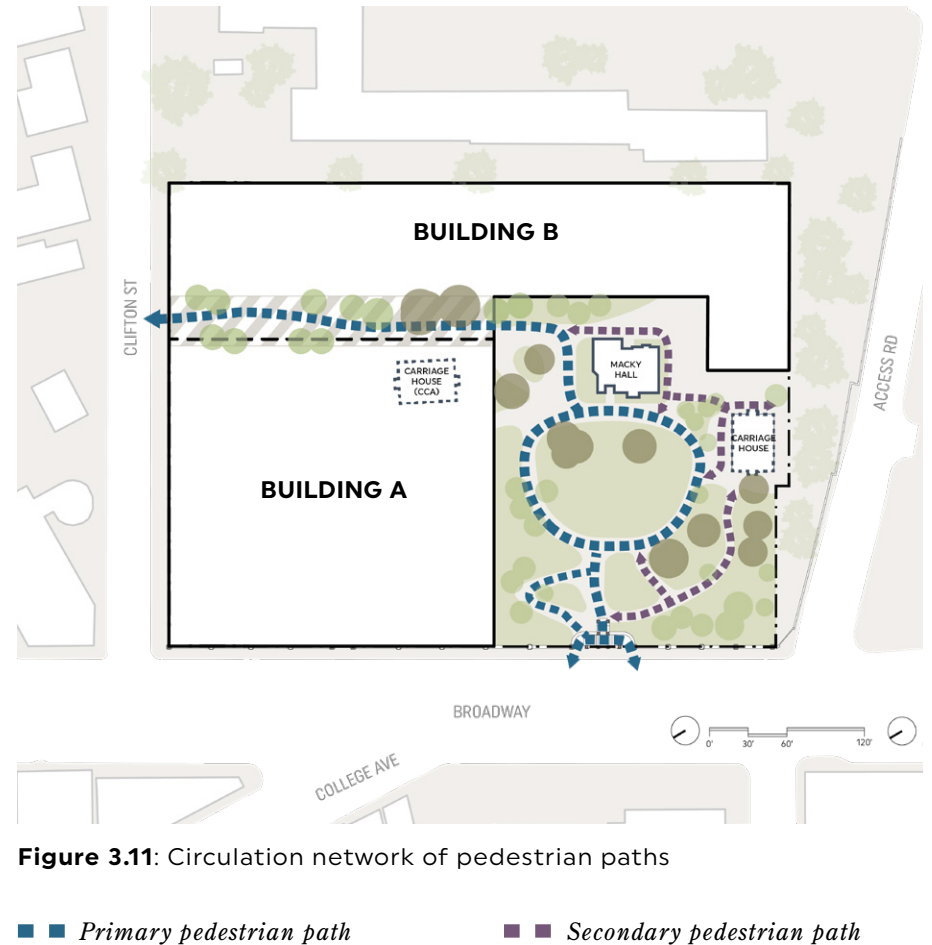 BUILDING B
CLIFTON ST
MACKY
HALL
CARRIAGE
HOUSE
(CCA)
ACCESS RD
CARRIAGE
HOUSE
BUILDING A
BROADWAY
0' 30' 60' 120'
COLLEGE AVE
Figure 3.11: Circulation network of pedestrian paths
Primary pedestrian path
Secondary pedestrian path